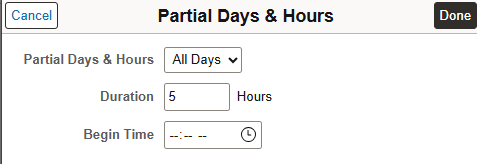 Cancel Partial Days & Hours Done
Partial Days & Hours All Days
Duration 5 Hours
Begin Time --:-- --